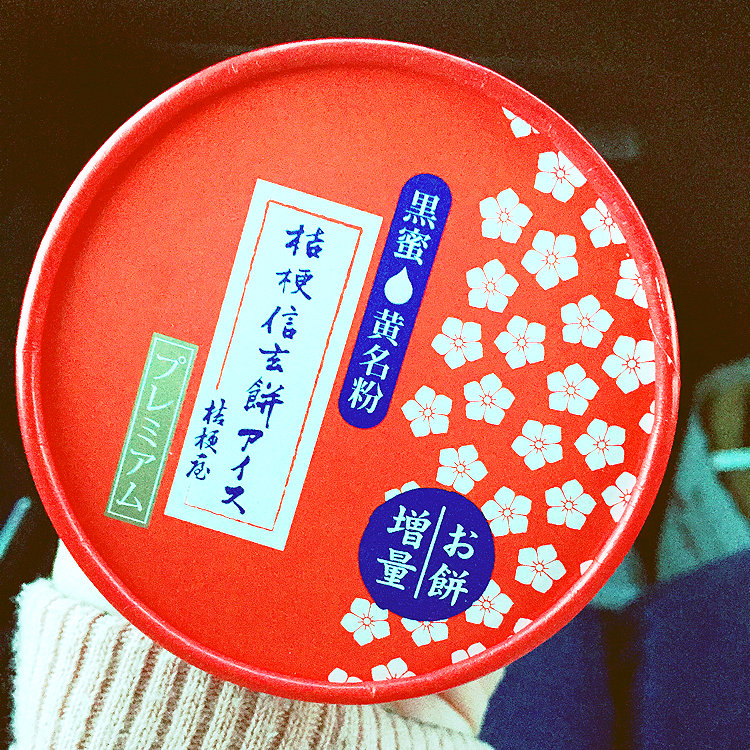 黒蜜 黄名粉
桔梗信玄餅アイス
桔梗屋
プレミアム
お餅
増量